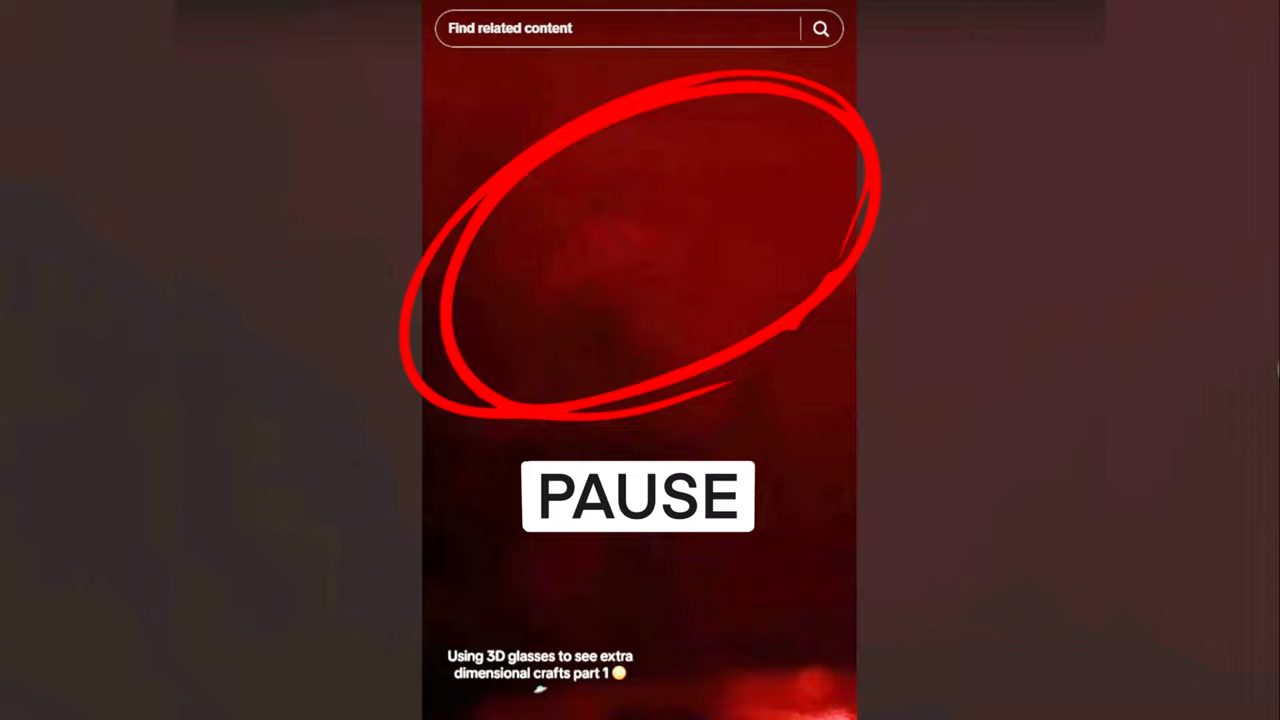 Find related content
PAUSE
Using 3D glasses to see extra
dimensional crafts part 1 😳
🛸